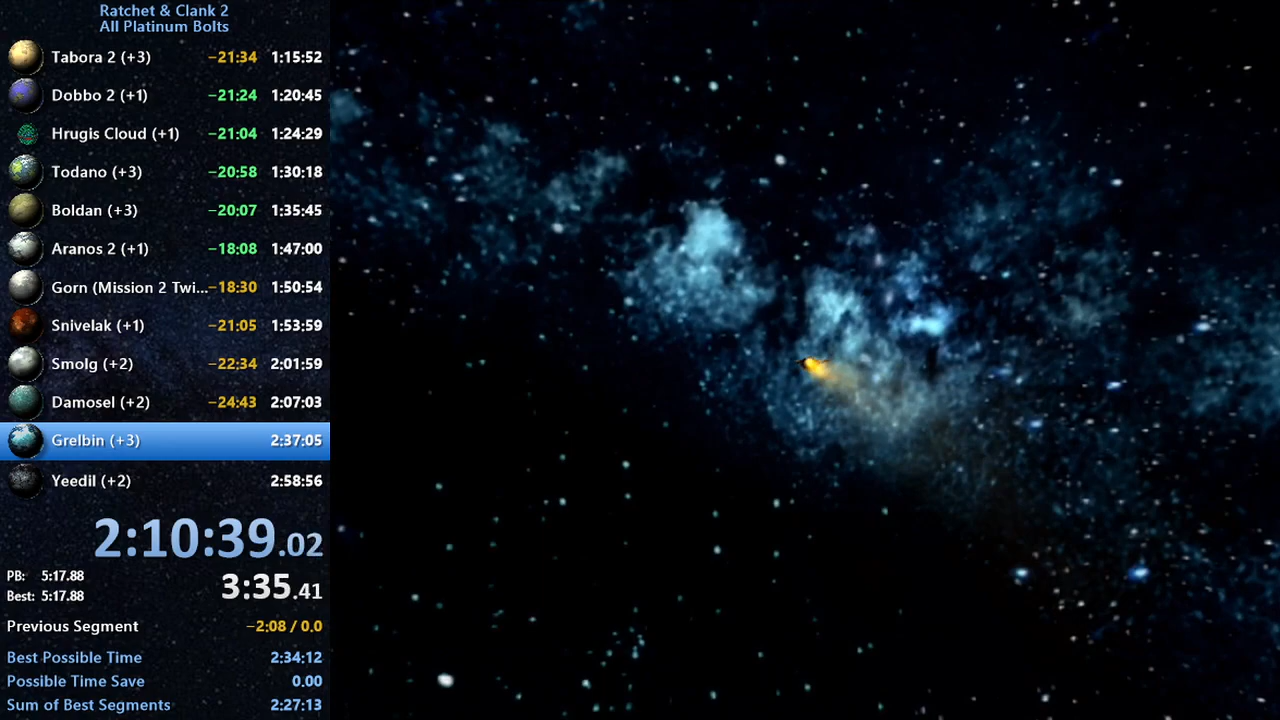 Ratchet & Clank 2
All Platinum Bolts
Tabora 2 (+3) −21:34 1:15:52
Dobbo 2 (+1) −21:24 1:20:45
Hrugis Cloud (+1) −21:04 1:24:29
Todano (+3) −20:58 1:30:18
Boldan (+3) −20:07 1:35:45
Aranos 2 (+1) −18:08 1:47:00
Gorn (Mission 2 Twi... −18:30 1:50:54
Snivelak (+1) −21:05 1:53:59
Smolg (+2) −22:34 2:01:59
Damosel (+2) −24:43 2:07:03
Grelbin (+3) 2:37:05
Yeedil (+2) 2:58:56
2:10:39.02
PB: 5:17.88
Best: 5:17.88
3:35.41
Previous Segment −2:08 / 0.0
Best Possible Time 2:34:12
Possible Time Save 0.00
Sum of Best Segments 2:27:13